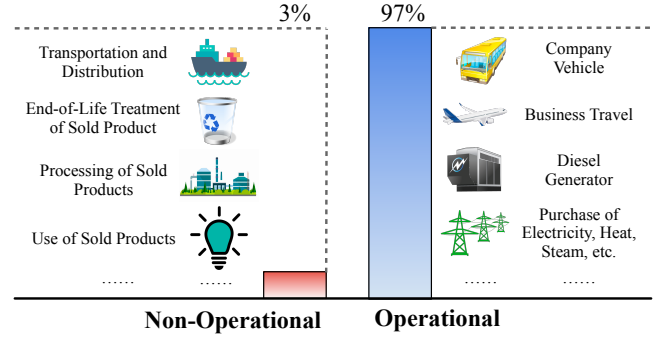 3%
97%
Transportation and
Distribution
End-of-Life Treatment
of Sold Product
Processing of Sold
Products
Use of Sold Products
......
......
Company
Vehicle
Business Travel
Diesel
Generator
Purchase of
Electricity, Heat,
Steam, etc.
......
......
Non-Operational
Operational